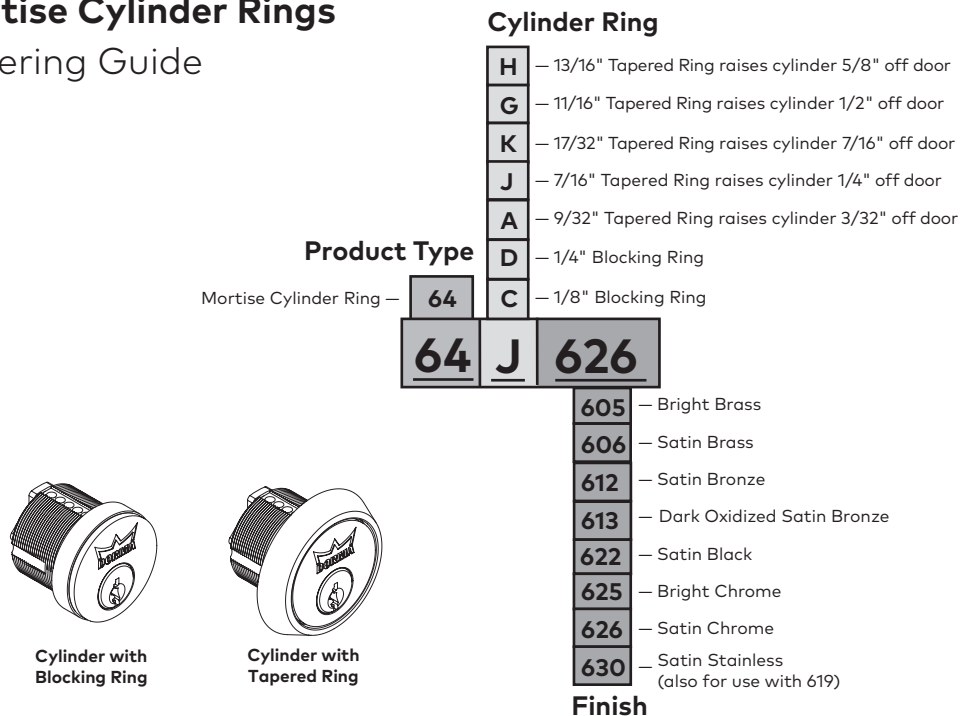 tise Cylinder Rings
ering Guide
Cylinder Ring
H — 13/16" Tapered Ring raises cylinder 5/8" off door
G — 11/16" Tapered Ring raises cylinder 1/2" off door
K — 17/32" Tapered Ring raises cylinder 7/16" off door
J — 7/16" Tapered Ring raises cylinder 1/4" off door
A — 9/32" Tapered Ring raises cylinder 3/32" off door
D — 1/4" Blocking Ring
C — 1/8" Blocking Ring
Product Type
Mortise Cylinder Ring — 64
64 J 626
605 — Bright Brass
606 — Satin Brass
612 — Satin Bronze
613 — Dark Oxidized Satin Bronze
622 — Satin Black
625 — Bright Chrome
626 — Satin Chrome
630 — Satin Stainless
(also for use with 619)
Finish
DORMA
Cylinder with
Blocking Ring
DORMA
Cylinder with
Tapered Ring